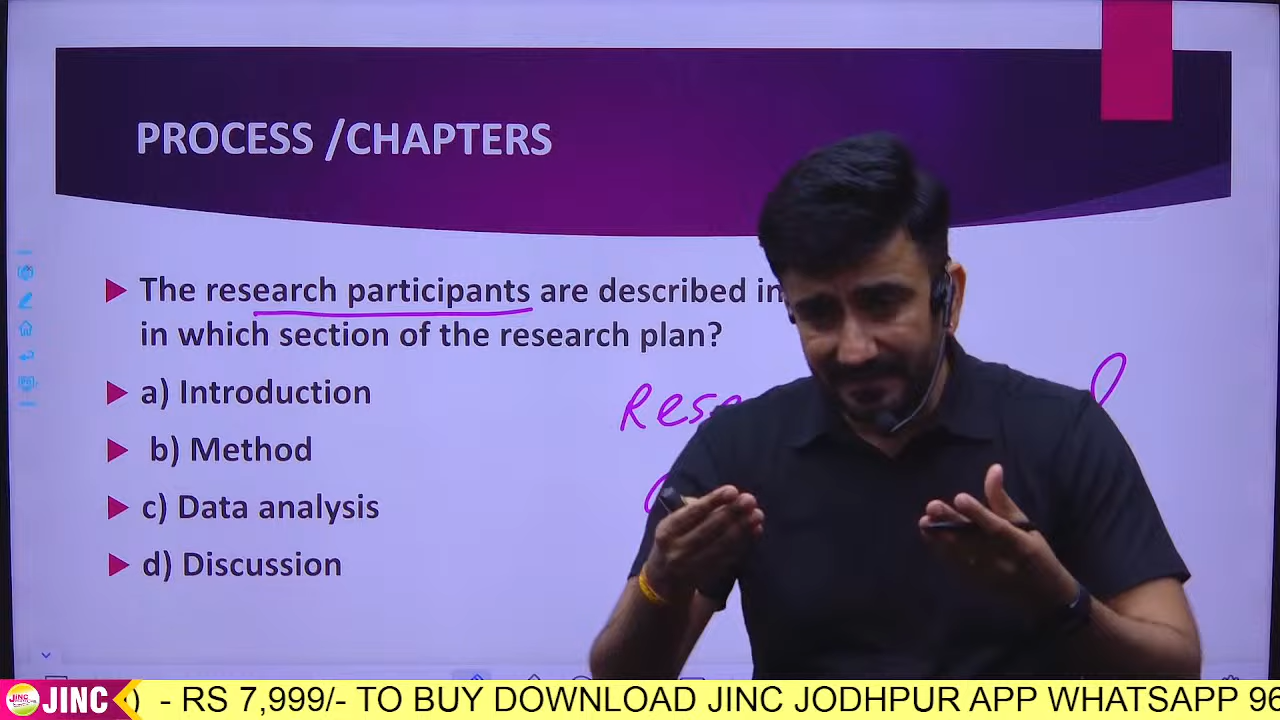 PROCESS /CHAPTERS
The research participants are described in
in which section of the research plan?
a) Introduction
b) Method
c) Data analysis
d) Discussion
JINC
JINC
- RS 7,999/- TO BUY DOWNLOAD JINC JODHPUR APP WHATSAPP 96